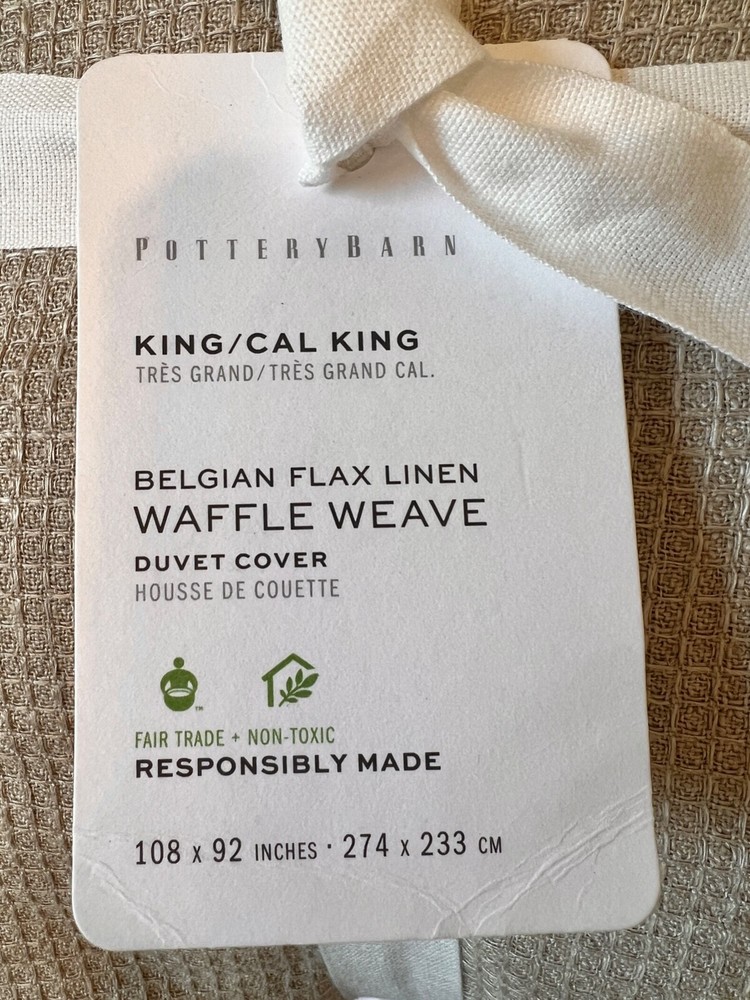 POTTERYBARN
KING/CAL KING
TRÈS GRAND/TRÈS GRAND CAL.
BELGIAN FLAX LINEN
WAFFLE WEAVE
DUVET COVER
HOUSSE DE COUETTE
TM
FAIR TRADE + NON-TOXIC
RESPONSIBLY MADE
108 x 92 INCHES · 274 x 233 CM